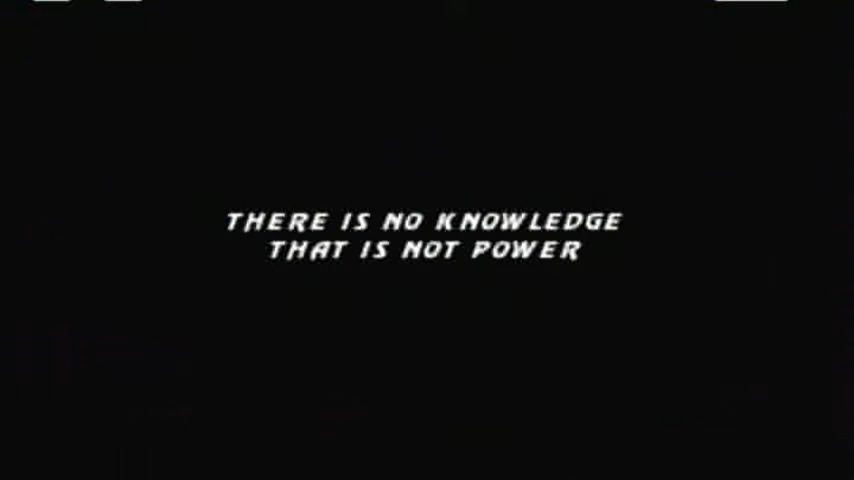 THERE IS NO KNOWLEDGE
THAT IS NOT POWER